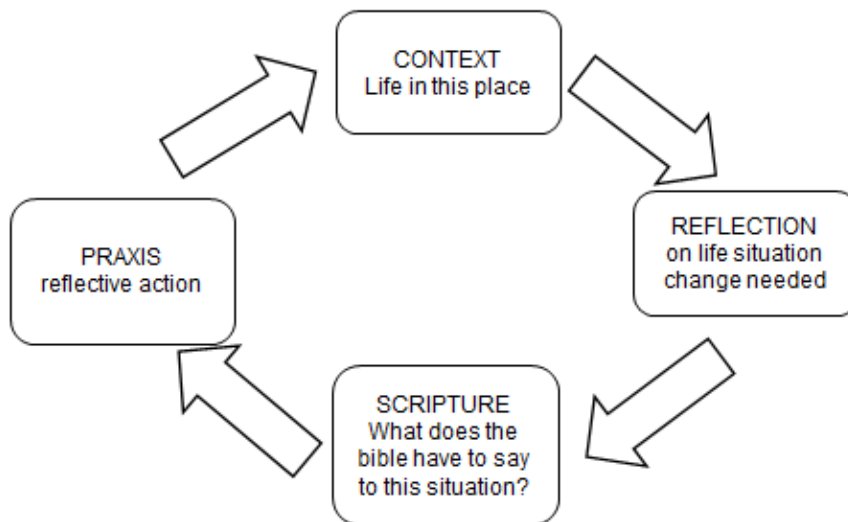 CONTEXT
Life in this place
REFLECTION
on life situation
change needed
SCRIPTURE
What does the
bible have to say
to this situation?
PRAXIS
reflective action